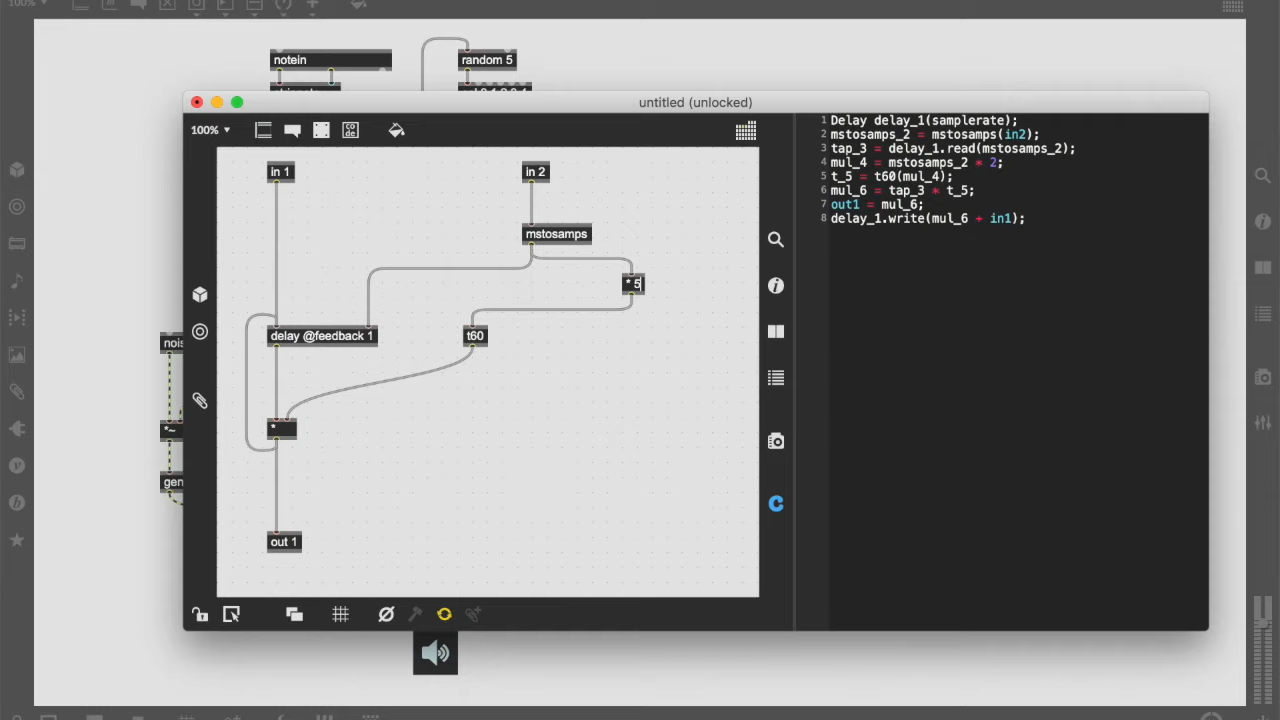 100%
notein
random 5
untitled (unlocked)
100%
in 1
in 2
mstosamps
* 5
delay @feedback 1
t60
*
out 1
1 Delay delay_1(samplerate);
2 mstosamps_2 = mstosamps(in2);
3 tap_3 = delay_1.read(mstosamps_2);
4 mul_4 = mstosamps_2 * 2;
5 t_5 = t60(mul_4);
6 mul_6 = tap_3 * t_5;
7 out1 = mul_6;
8 delay_1.write(mul_6 + in1);
nois
*~
gen